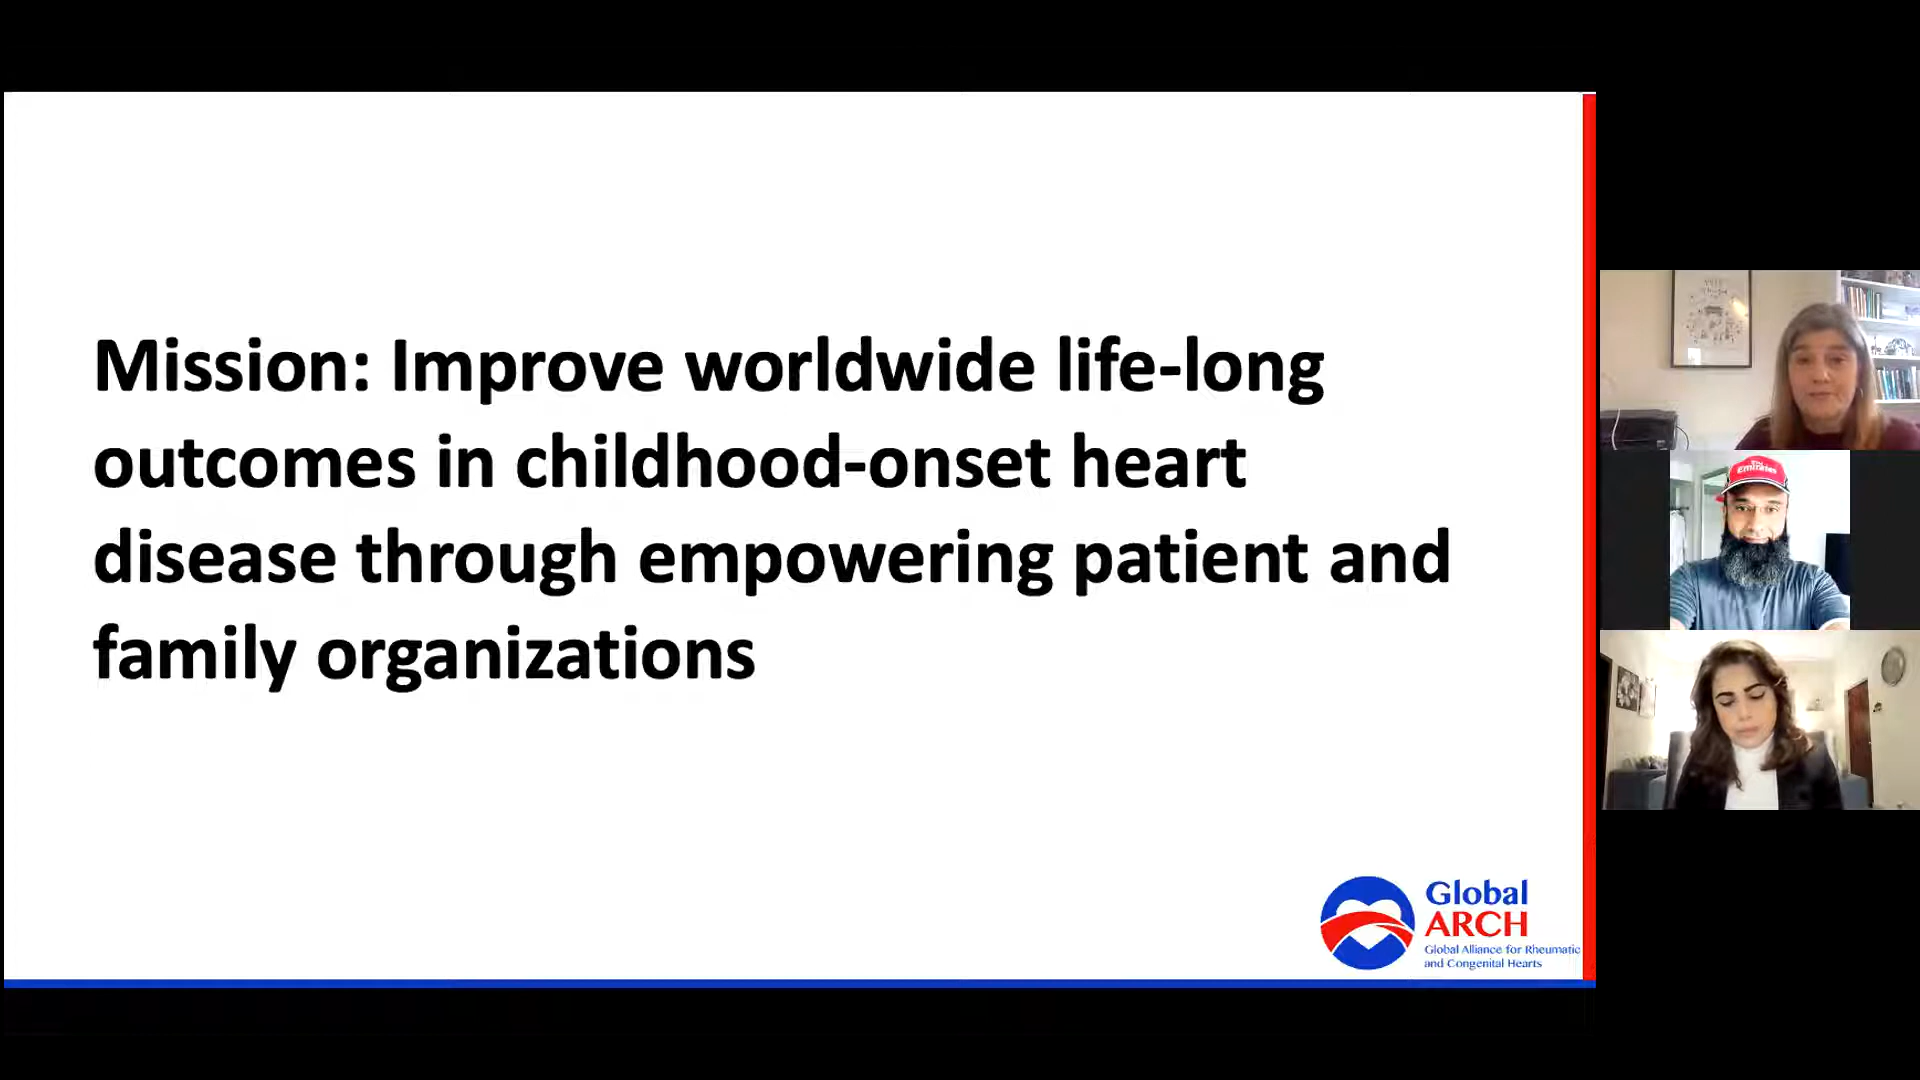 Mission: Improve worldwide life-long
outcomes in childhood-onset heart
disease through empowering patient and
family organizations
Global
ARCH
Global Alliance for Rheumatic
and Congenital Hearts
Emirates